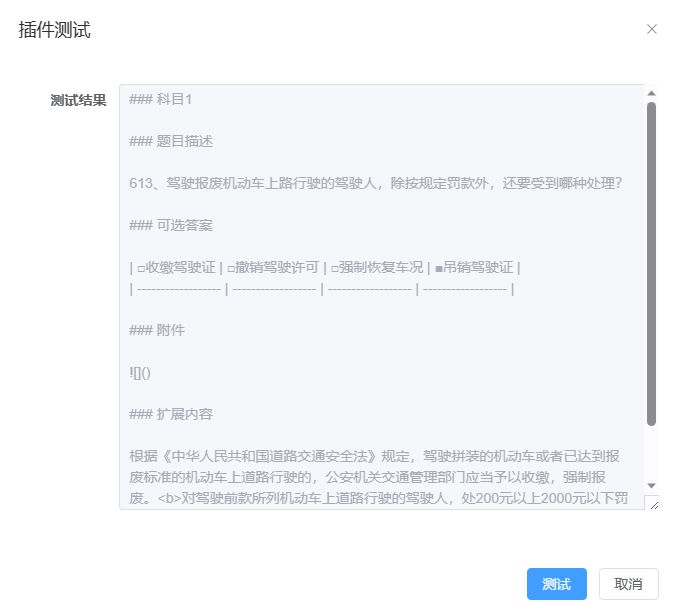 插件测试
测试结果
### 科目1
### 题目描述
613、驾驶报废机动车上路行驶的驾驶人，除按规定罚款外，还要受到哪种处理？
### 可选答案
| □收缴驾驶证 | □撤销驾驶许可 | □强制恢复车况 | ■吊销驾驶证 |
| ------------------ | ------------------ | ------------------ | ------------------ |
### 附件
![]()
### 扩展内容
根据《中华人民共和国道路交通安全法》规定，驾驶拼装的机动车或者已达到报
废标准的机动车上道路行驶的，公安机关交通管理部门应当予以收缴，强制报
废。<b>对驾驶前款所列机动车上道路行驶的驾驶人，处200元以上2000元以下罚
测试
取消